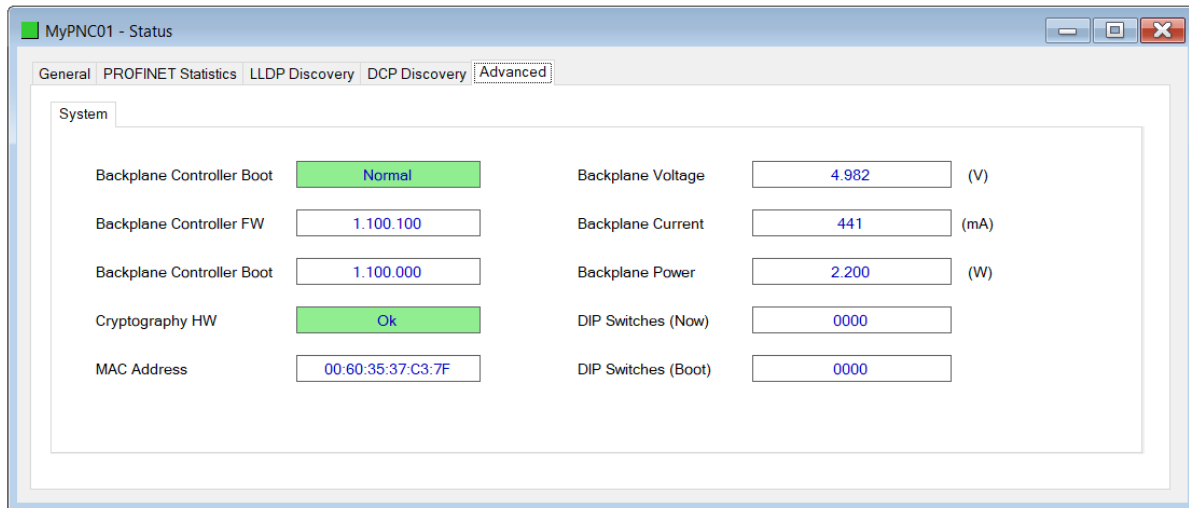 MyPNC01 - Status
General PROFINET Statistics LLDP Discovery DCP Discovery Advanced
System
Backplane Controller Boot Normal Backplane Voltage 4.982 (V)
Backplane Controller FW 1.100.100 Backplane Current 441 (mA)
Backplane Controller Boot 1.100.000 Backplane Power 2.200 (W)
Cryptography HW Ok DIP Switches (Now) 0000
MAC Address 00:60:35:37:C3:7F DIP Switches (Boot) 0000